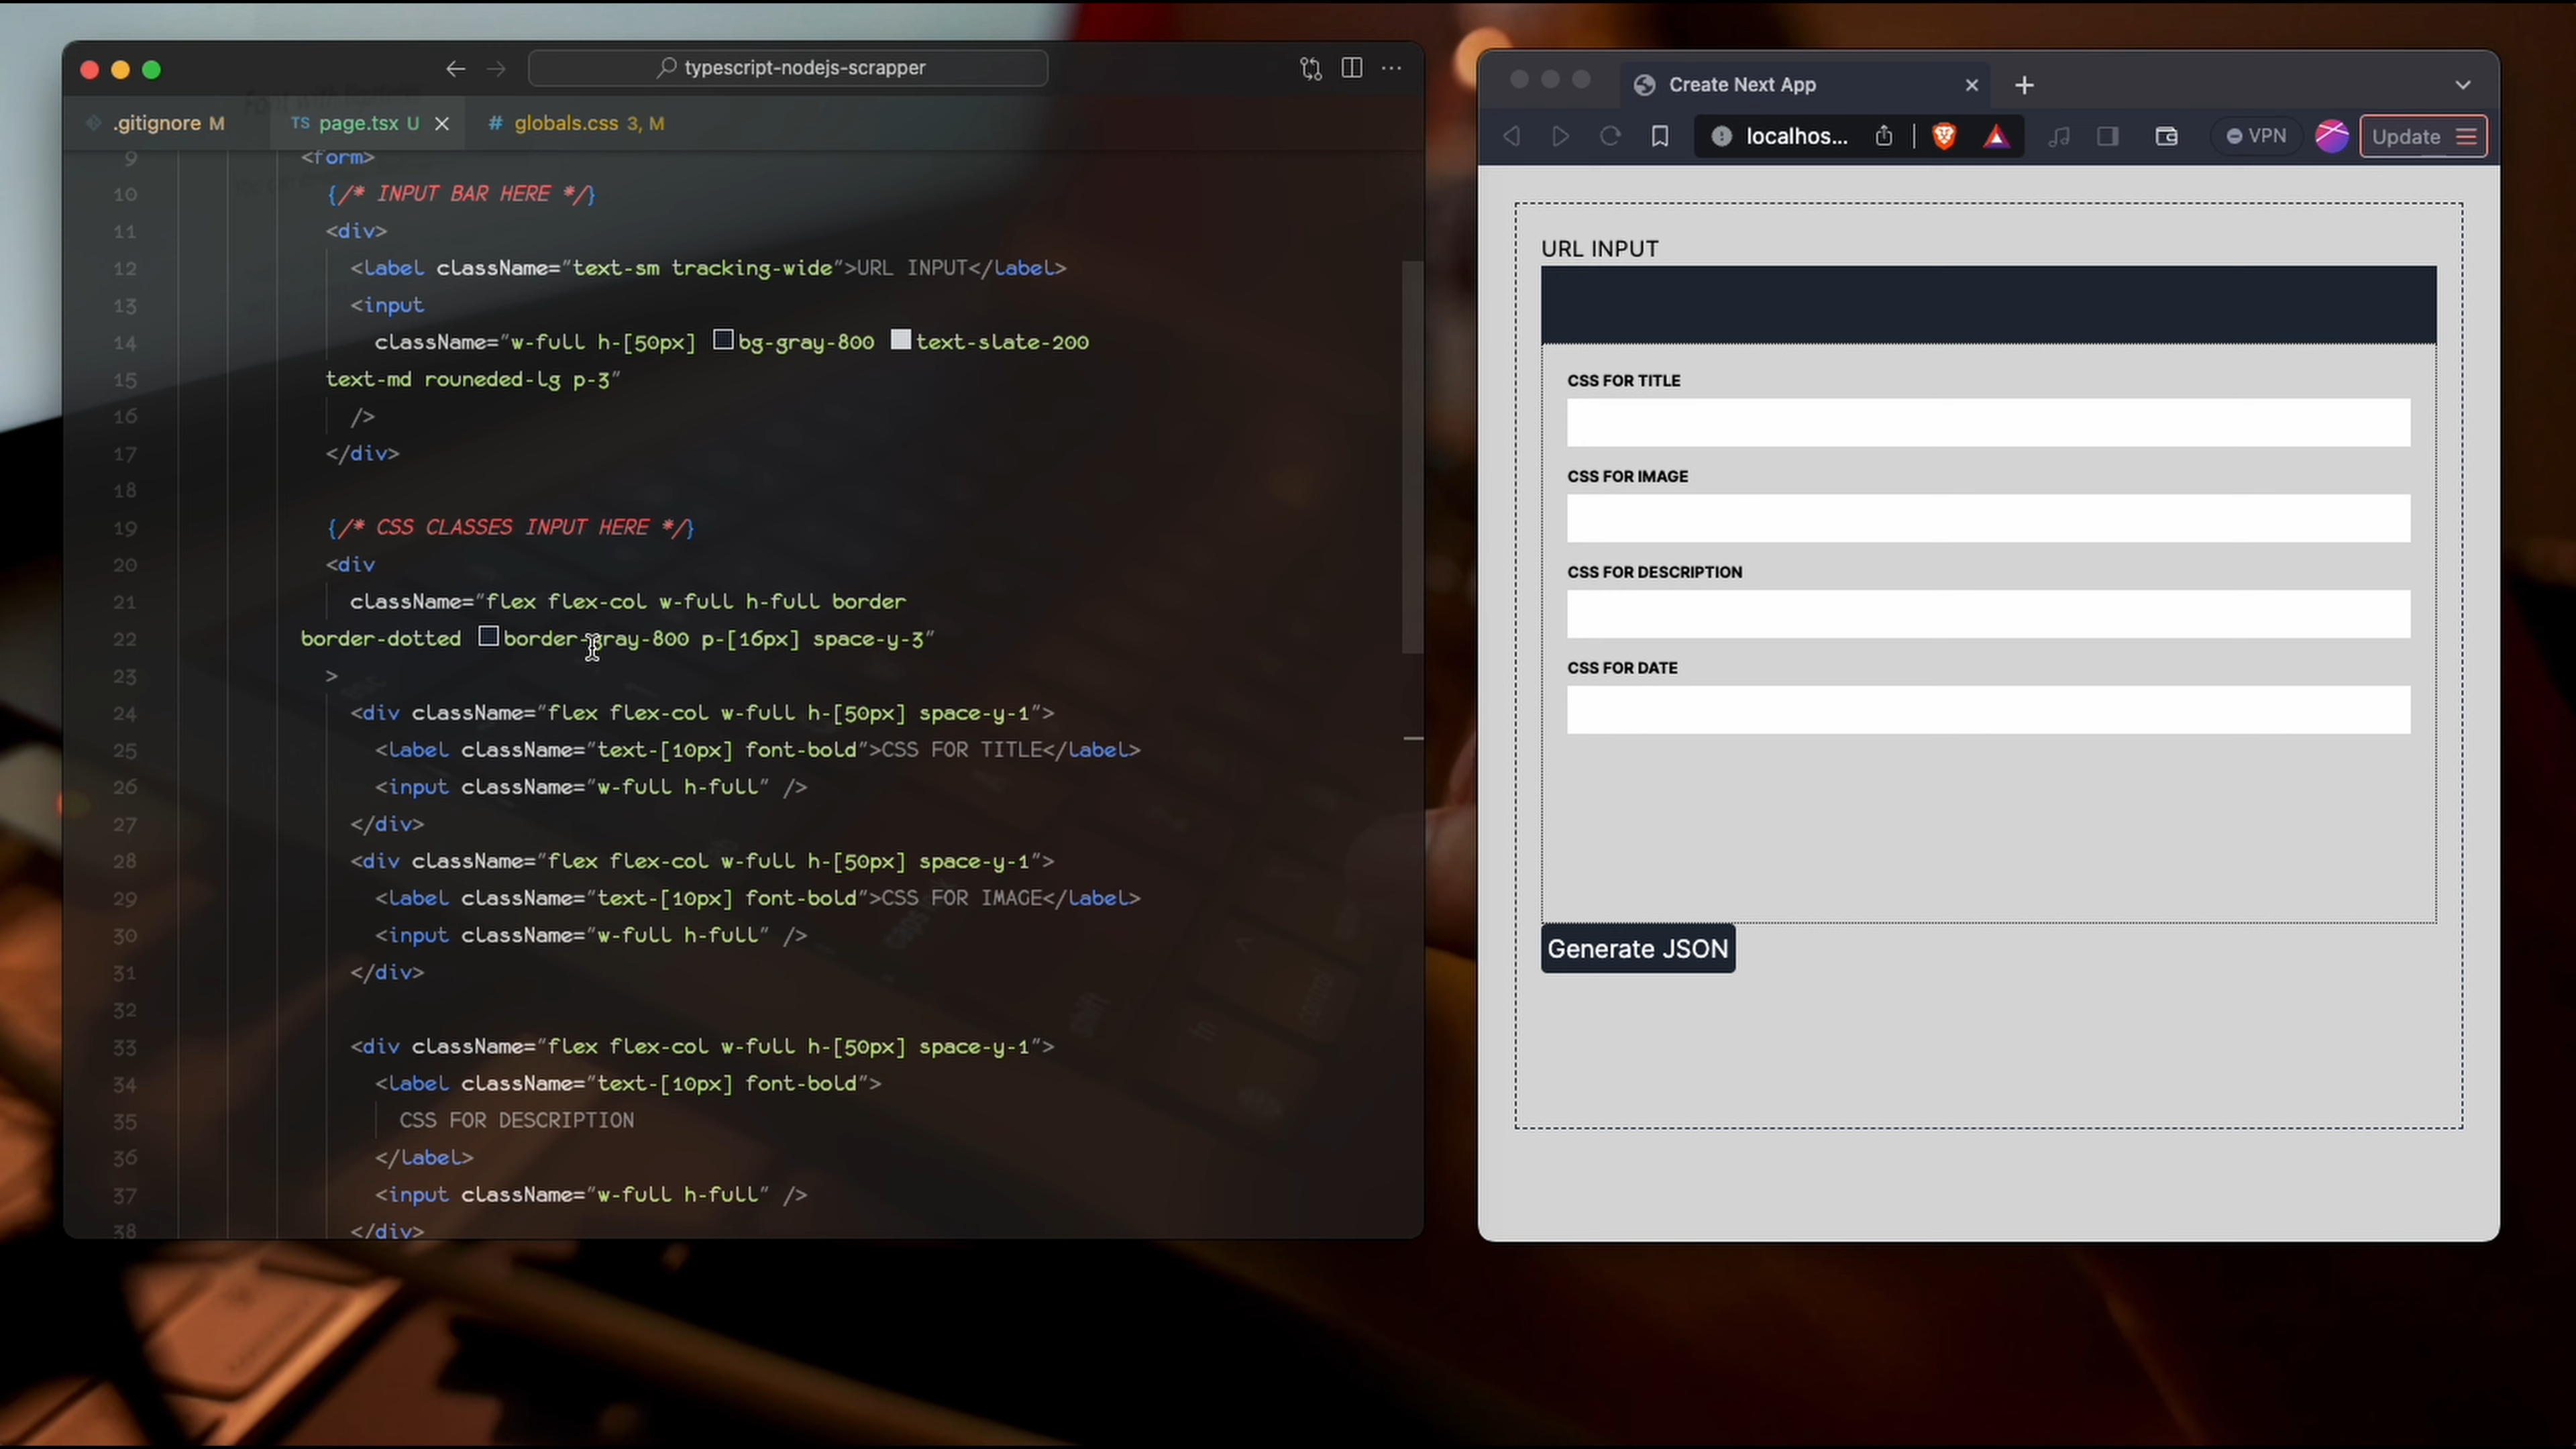 typescript-nodejs-scrapper
.gitignore M
TS page.tsx U
# globals.css 3, M
9 <form>
10 {/* INPUT BAR HERE */}
11 <div>
12 <label className="text-sm tracking-wide">URL INPUT</label>
13 <input
14 className="w-full h-[50px] bg-gray-800 text-slate-200
15 text-md rouneded-lg p-3"
16 />
17 </div>
18
19 {/* CSS CLASSES INPUT HERE */}
20 <div
21 className="flex flex-col w-full h-full border
22 border-dotted border-gray-800 p-[16px] space-y-3"
23 >
24 <div className="flex flex-col w-full h-[50px] space-y-1">
25 <label className="text-[10px] font-bold">CSS FOR TITLE</label>
26 <input className="w-full h-full" />
27 </div>
28 <div className="flex flex-col w-full h-[50px] space-y-1">
29 <label className="text-[10px] font-bold">CSS FOR IMAGE</label>
30 <input className="w-full h-full" />
31 </div>
32
33 <div className="flex flex-col w-full h-[50px] space-y-1">
34 <label className="text-[10px] font-bold">
35 CSS FOR DESCRIPTION
36 </label>
37 <input className="w-full h-full" />
38 </div>
Create Next App
localhos...
VPN
Update
URL INPUT
CSS FOR TITLE
CSS FOR IMAGE
CSS FOR DESCRIPTION
CSS FOR DATE
Generate JSON